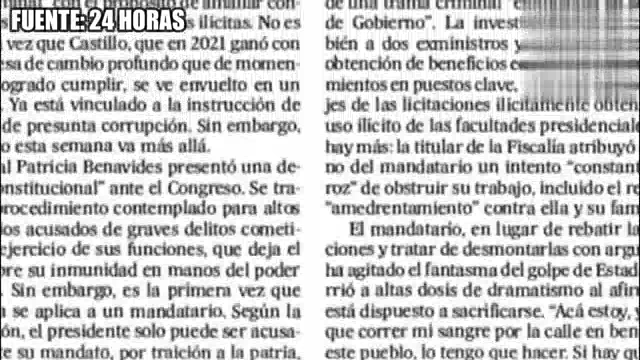 FUENTE: 24 HORAS
ilícitas. No es
vez que Castillo, que en 2021 ganó con
sa de cambio profundo que de momen-
ogrado cumplir, se ve envuelto en un
. Ya está vinculado a la instrucción de
de presunta corrupción. Sin embargo,
o esta semana va más allá.
al Patricia Benavides presentó una de-
nstitucional” ante el Congreso. Se tra-
rocedimiento contemplado para altos
ios acusados de graves delitos cometi-
ejercicio de sus funciones, que deja el
re su inmunidad en manos del poder
. Sin embargo, es la primera vez que
se aplica a un mandatario. Según la
ón, el presidente solo puede ser acusa-
te su mandato, por traición a la patria,
de una trama criminal
de Gobierno”. La investi
bién a dos exministros y
obtención de beneficios
mientos en puestos clave,
jes de las licitaciones ilícitamente obten
uso ilícito de las facultades presidencial
hay más: la titular de la Fiscalía atribuyó
no del mandatario un intento “constan
roz” de obstruir su trabajo, incluido el
“amedrentamiento” contra ella y su fam
El mandatario, en lugar de rebatir la
ciones y tratar de desmontarlas con argu
ha agitado el fantasma del golpe de Estad
rrió a altas dosis de dramatismo al afir
está dispuesto a sacrificarse. “Acá estoy, y
que correr mi sangre por la calle en ben
este pueblo, lo tengo que hacer. Si hay q